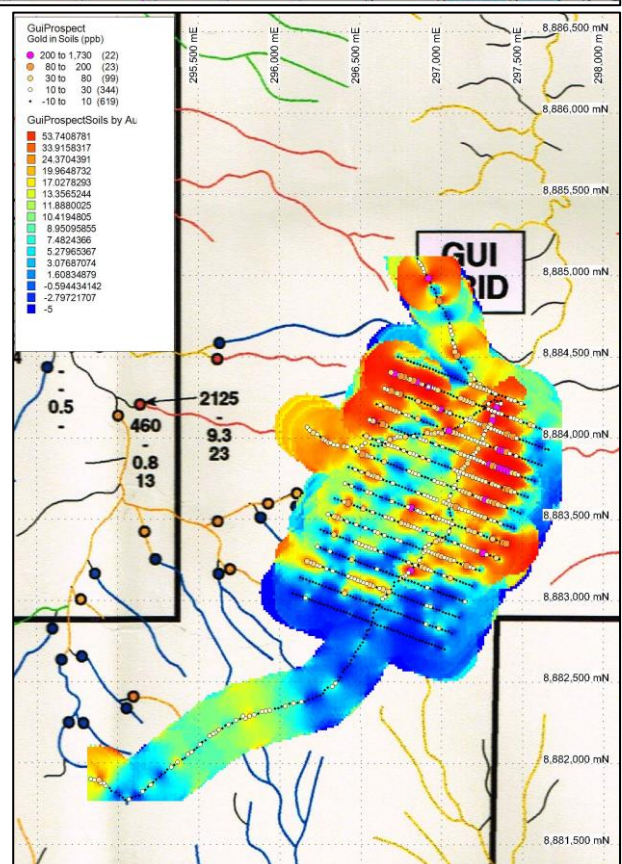 GuiProspect
Gold in Soils (ppb)
200 to 1,730 (22)
80 to 200 (23)
30 to 80 (99)
10 to 30 (344)
-10 to 10 (619)
GuiProspectSoils by Au
53.7408781
33.9158317
24.3704391
19.9648732
17.0278293
13.3565244
11.8880025
10.4194805
8.95095855
7.4824366
5.27965367
3.07687074
1.60834879
-0.594434142
-2.79721707
-5
295,500 mE
296,000 mE
296,500 mE
297,000 mE
297,500 mE
298,000 mE
8,886,500 mN
8,886,000 mN
8,885,500 mN
8,885,000 mN
8,884,500 mN
8,884,000 mN
8,883,500 mN
8,883,000 mN
8,882,500 mN
8,882,000 mN
8,881,500 mN
GUI
RID
4
-
-
0.5
-
2125
-
9.3
23
460
-
0.8
13